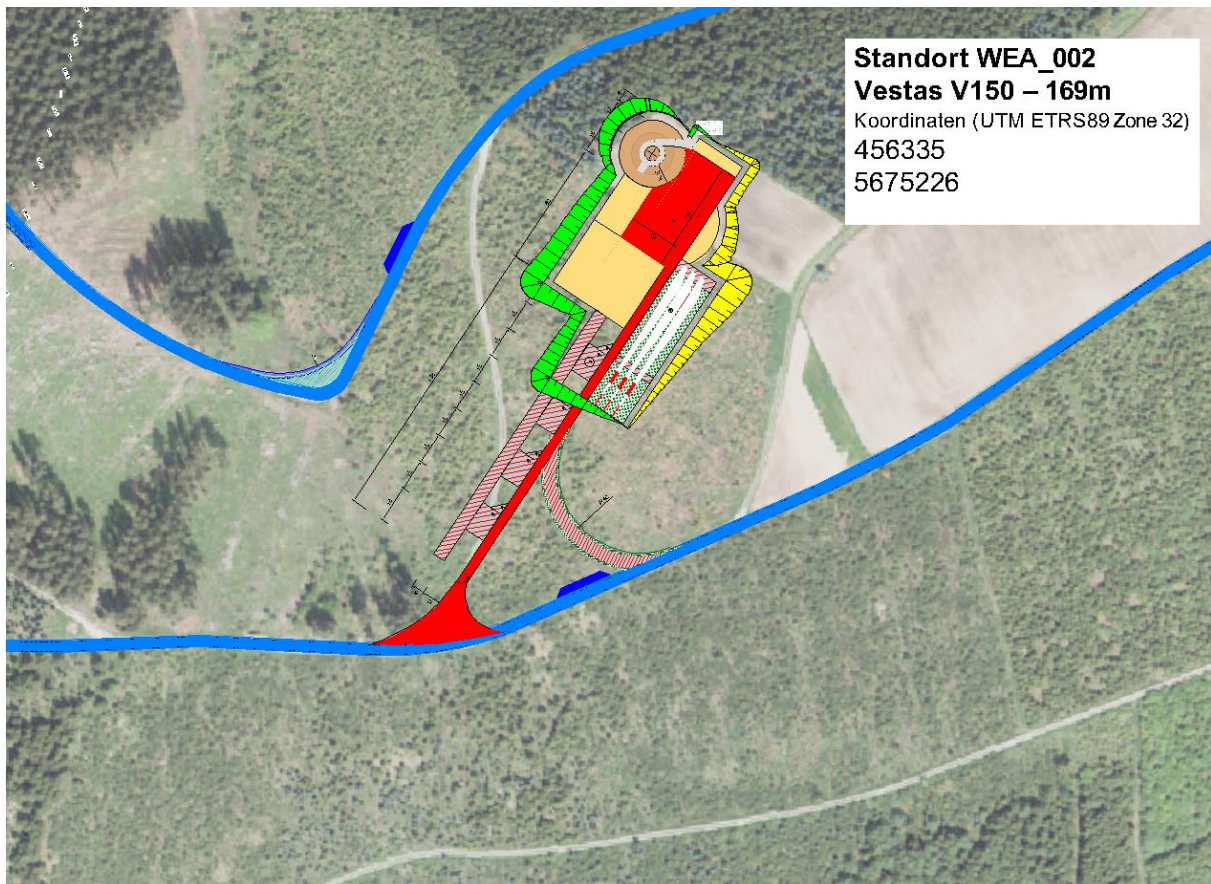 Standort WEA_002
Vestas V150 – 169m
Koordinaten (UTM ETRS89 Zone 32)
456335
5675226